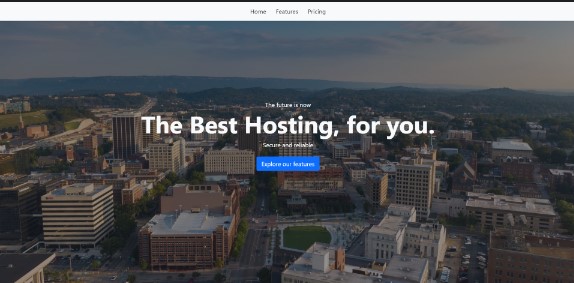 Home Features Pricing
The future is now
The Best Hosting, for you.
Secure and reliable
Explore our features